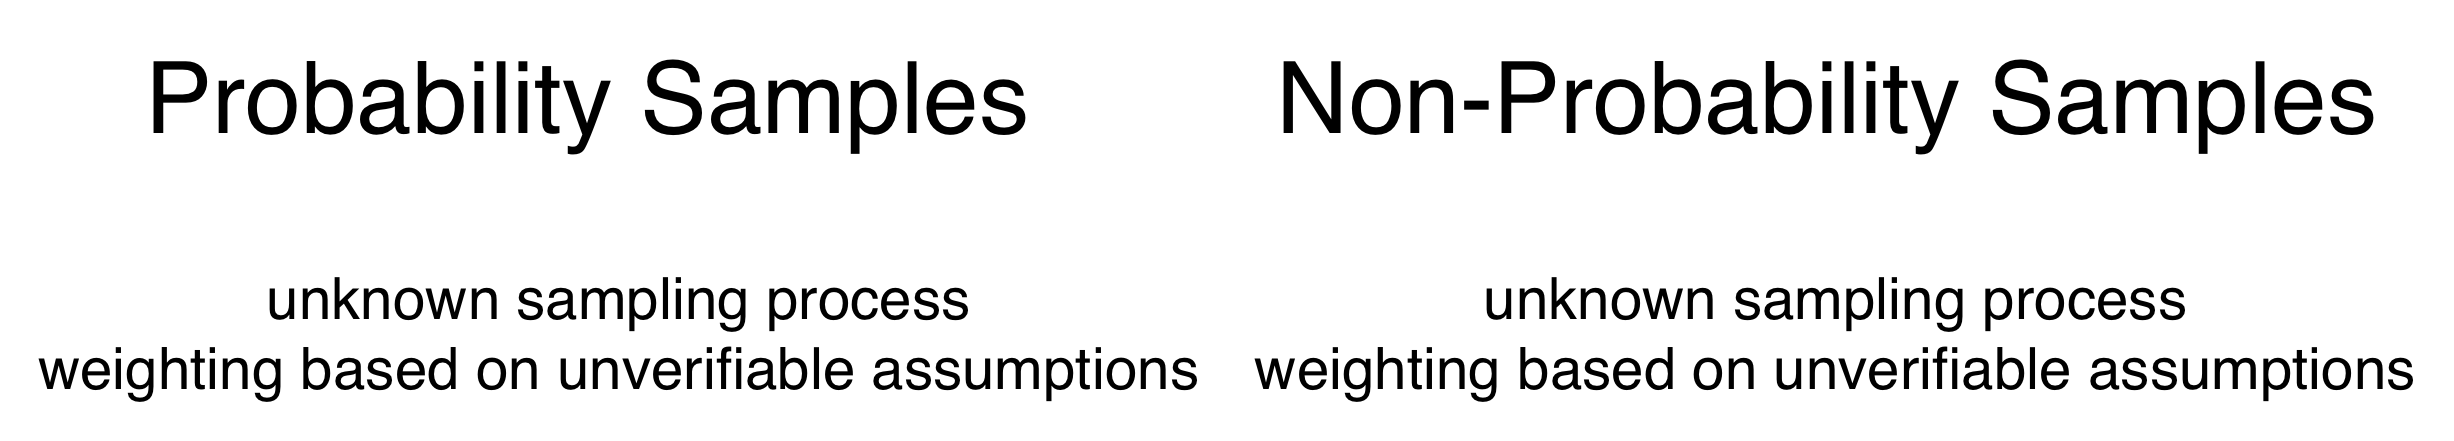 Probability Samples
unknown sampling process
weighting based on unverifiable assumptions
Non-Probability Samples
unknown sampling process
weighting based on unverifiable assumptions